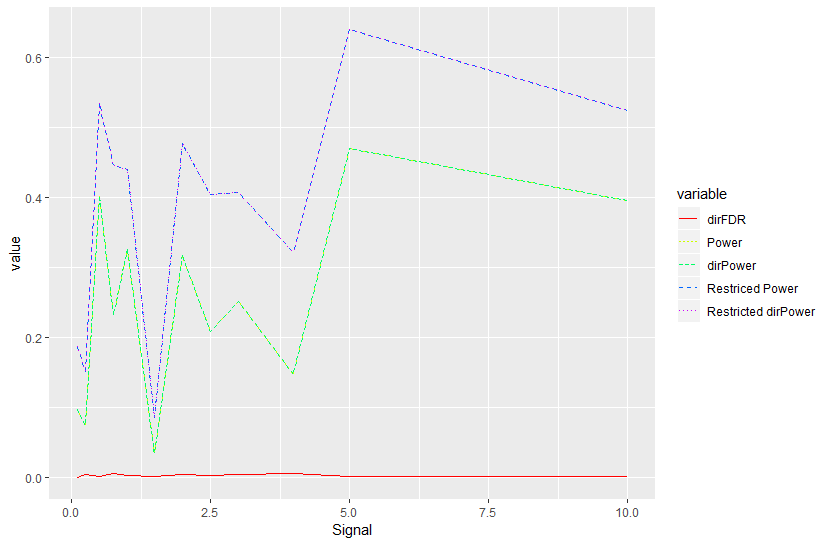 0.6
0.4
0.2
0.0
value
0.0
2.5
5.0
7.5
10.0
Signal
variable
dirFDR
Power
dirPower
Restriced Power
Restricted dirPower